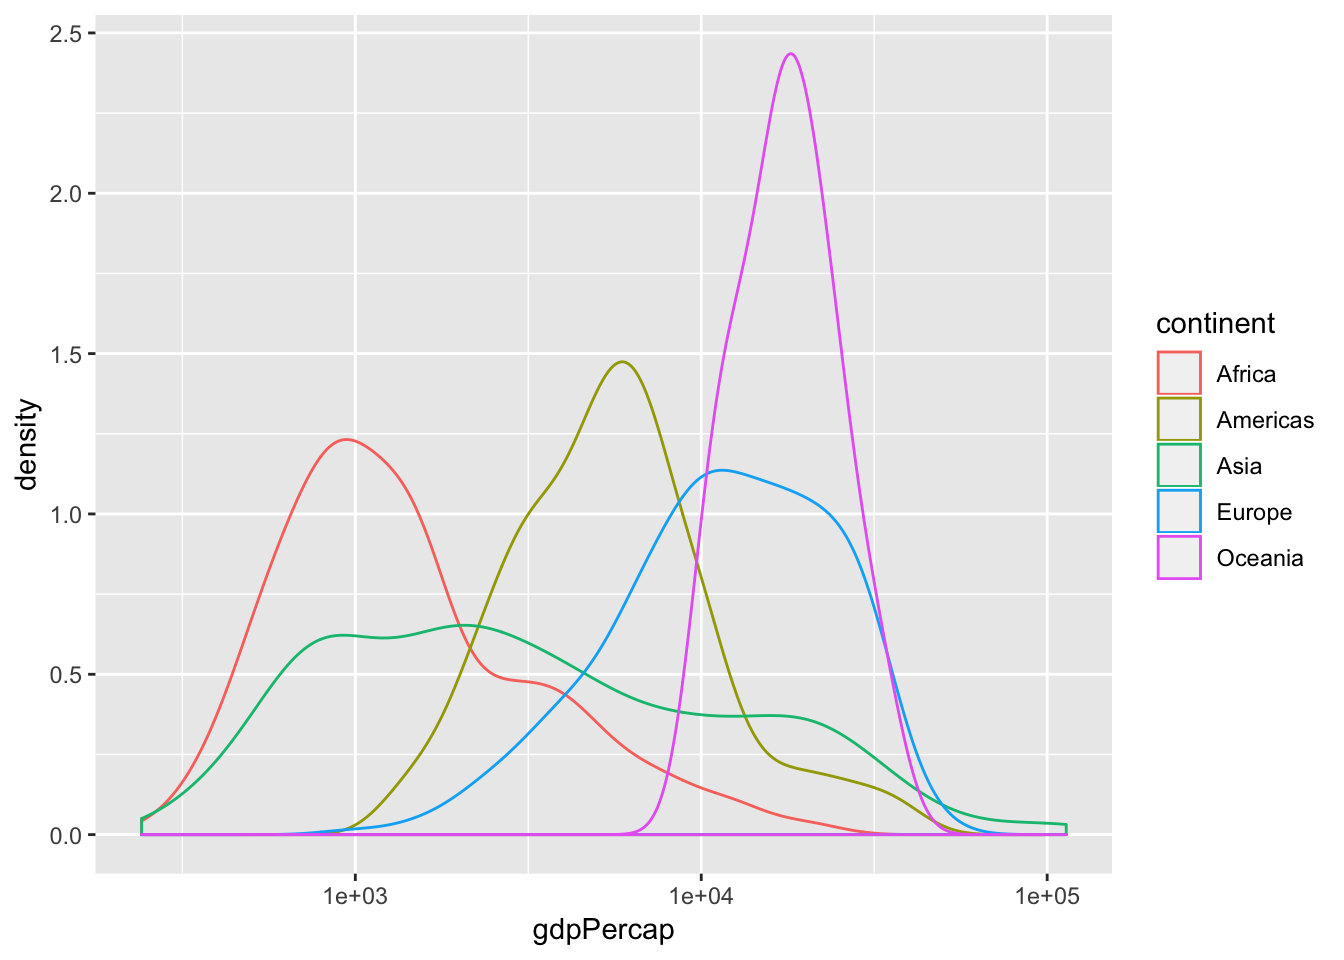 2.5
2.0
1.5
1.0
0.5
0.0
density
1e+03
1e+04
1e+05
gdpPercap
continent
Africa
Americas
Asia
Europe
Oceania